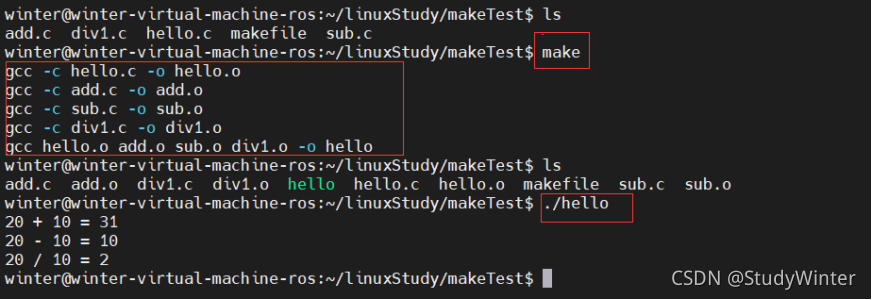 winter@winter-virtual-machine-ros:~/linuxStudy/makeTest$ ls
add.c  div1.c  hello.c  makefile  sub.c
winter@winter-virtual-machine-ros:~/linuxStudy/makeTest$ make
gcc -c hello.c -o hello.o
gcc -c add.c -o add.o
gcc -c sub.c -o sub.o
gcc -c div1.c -o div1.o
gcc hello.o add.o sub.o div1.o -o hello
winter@winter-virtual-machine-ros:~/linuxStudy/makeTest$ ls
add.c  add.o  div1.c  div1.o  hello  hello.c  hello.o  makefile  sub.c  sub.o
winter@winter-virtual-machine-ros:~/linuxStudy/makeTest$ ./hello
20 + 10 = 31
20 - 10 = 10
20 / 10 = 2
winter@winter-virtual-machine-ros:~/linuxStudy/makeTest$
CSDN @StudyWinter